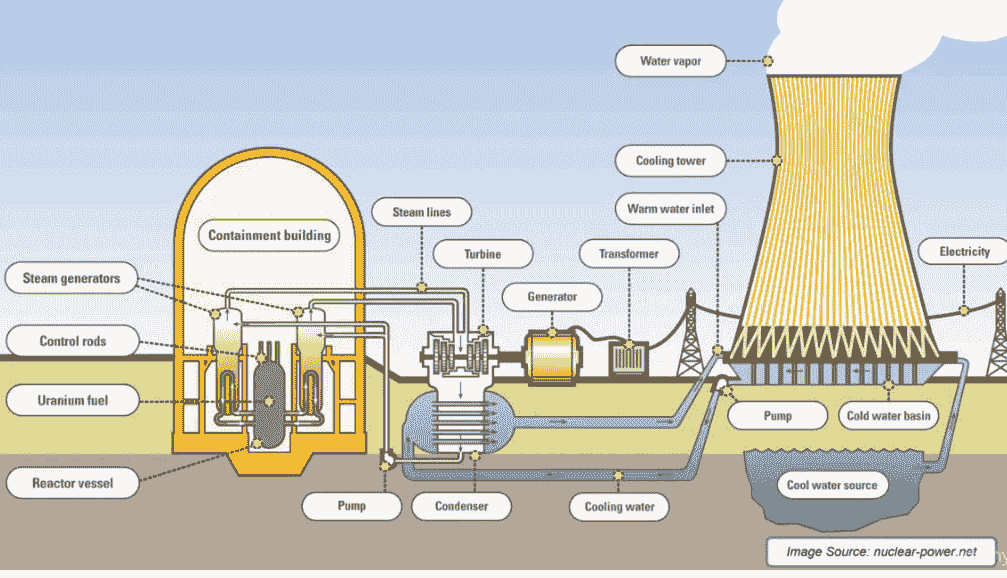 Water vapor
Cooling tower
Warm water inlet
Steam lines
Containment building
Turbine
Transformer
Electricity
Steam generators
Generator
Control rods
Uranium fuel
Pump
Cold water basin
Reactor vessel
Cool water source
Pump
Condenser
Cooling water
Image Source: nuclear-power.net